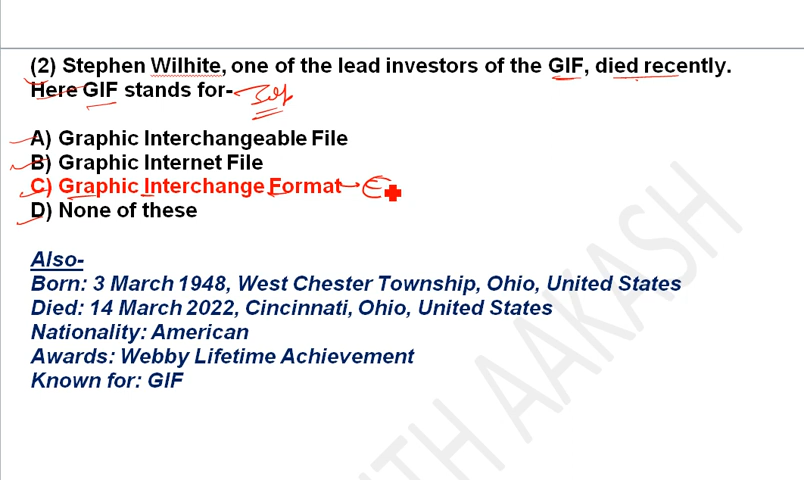 (2) Stephen Wilhite, one of the lead investors of the GIF, died recently.
Here GIF stands for-
A) Graphic Interchangeable File
B) Graphic Internet File
C) Graphic Interchange Format
D) None of these
Also-
Born: 3 March 1948, West Chester Township, Ohio, United States
Died: 14 March 2022, Cincinnati, Ohio, United States
Nationality: American
Awards: Webby Lifetime Achievement
Known for: GIF
ITH AAKASH